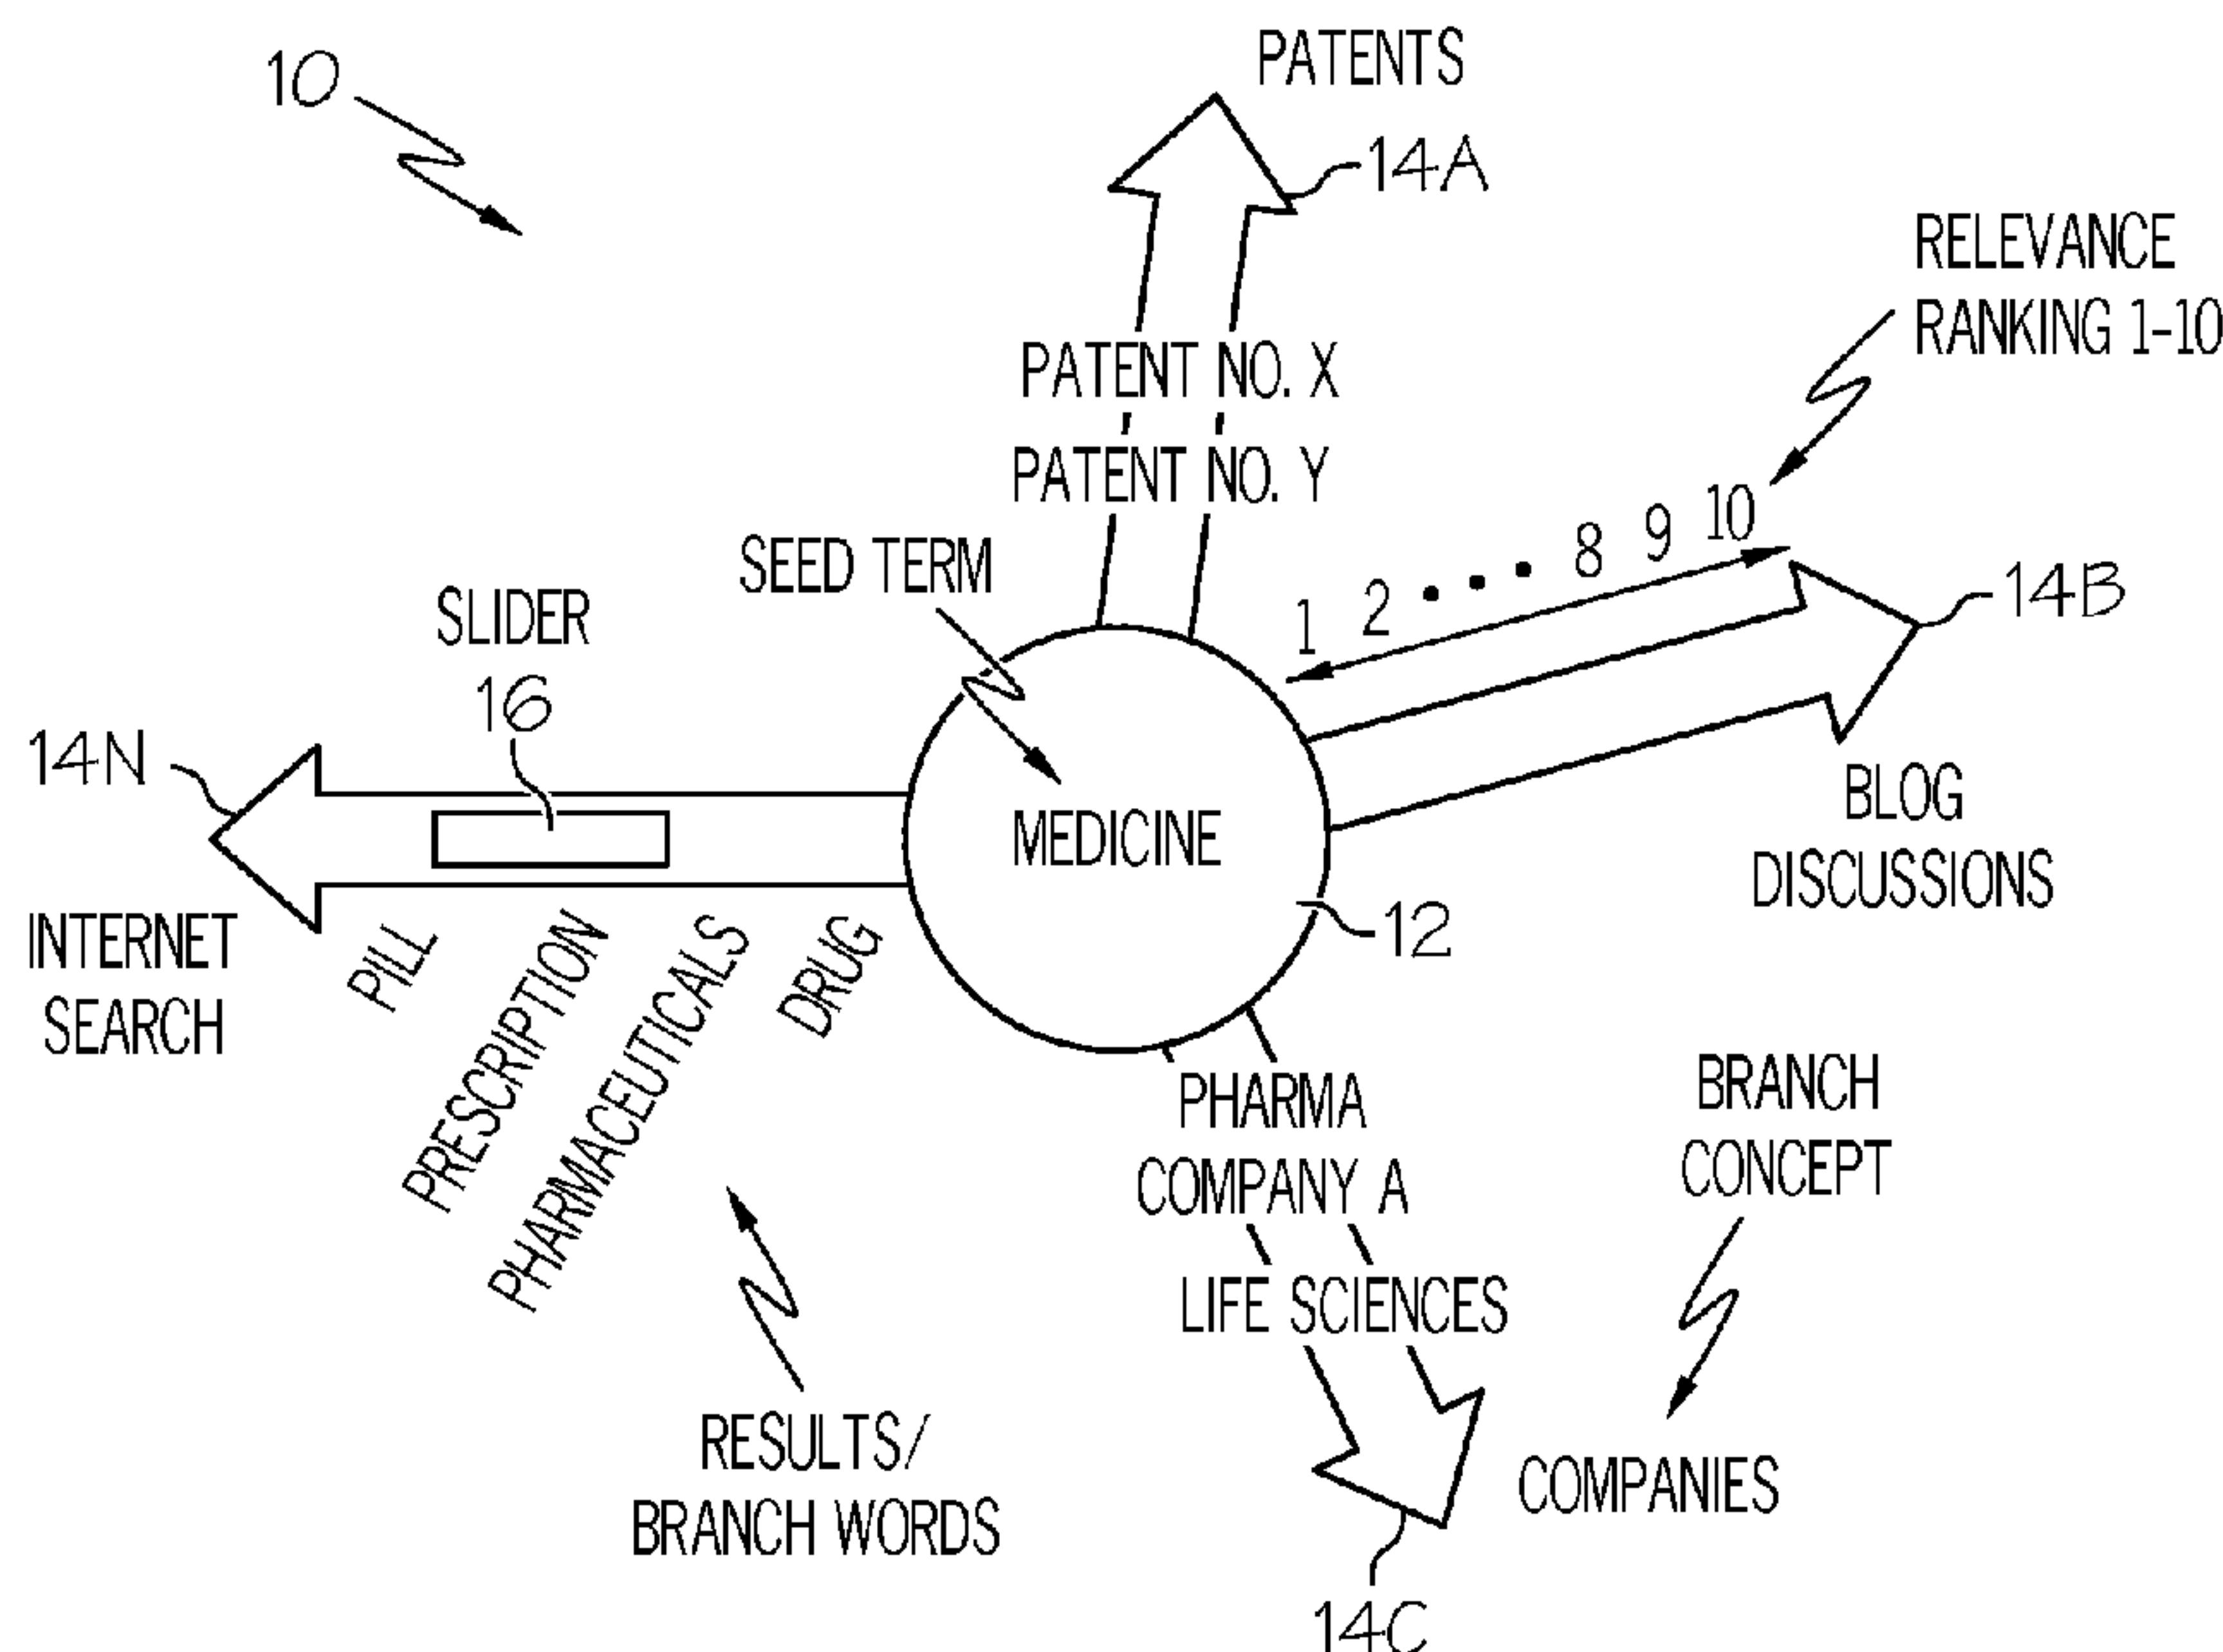 10
PATENTS
14A
RELEVANCE
RANKING 1-10
PATENT NO. X
PATENT NO. Y
SEED TERM
1 2 • • • 8 9 10
14B
SLIDER
16
14N
MEDICINE
BLOG
DISCUSSIONS
12
INTERNET
SEARCH
PILL
PRESCRIPTION
PHARMACEUTICALS
DRUG
PHARMA
COMPANY A
LIFE SCIENCES
BRANCH
CONCEPT
RESULTS/
BRANCH WORDS
COMPANIES
14C